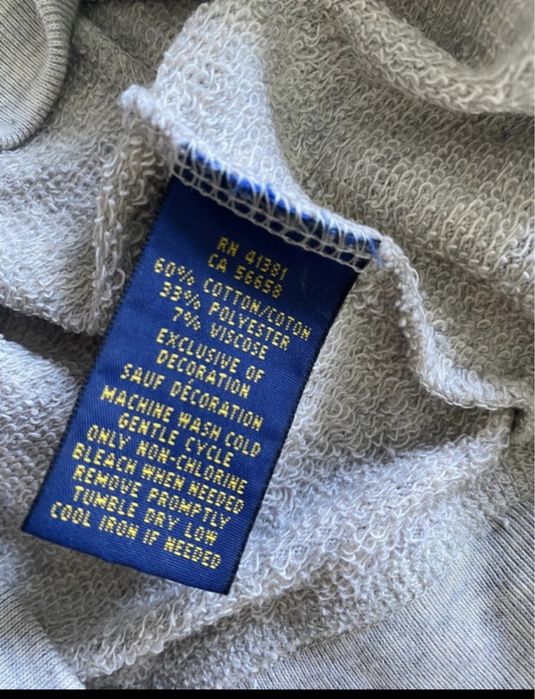 RN 41381
CA 56658
60% COTTON/COTON
33% POLYESTER
7% VISCOSE
EXCLUSIVE OF
DECORATION
SAUF DÉCORATION
MACHINE WASH COLD
GENTLE CYCLE
ONLY NON-CHLORINE
BLEACH WHEN NEEDED
REMOVE PROMPTLY
TUMBLE DRY LOW
COOL IRON IF NEEDED